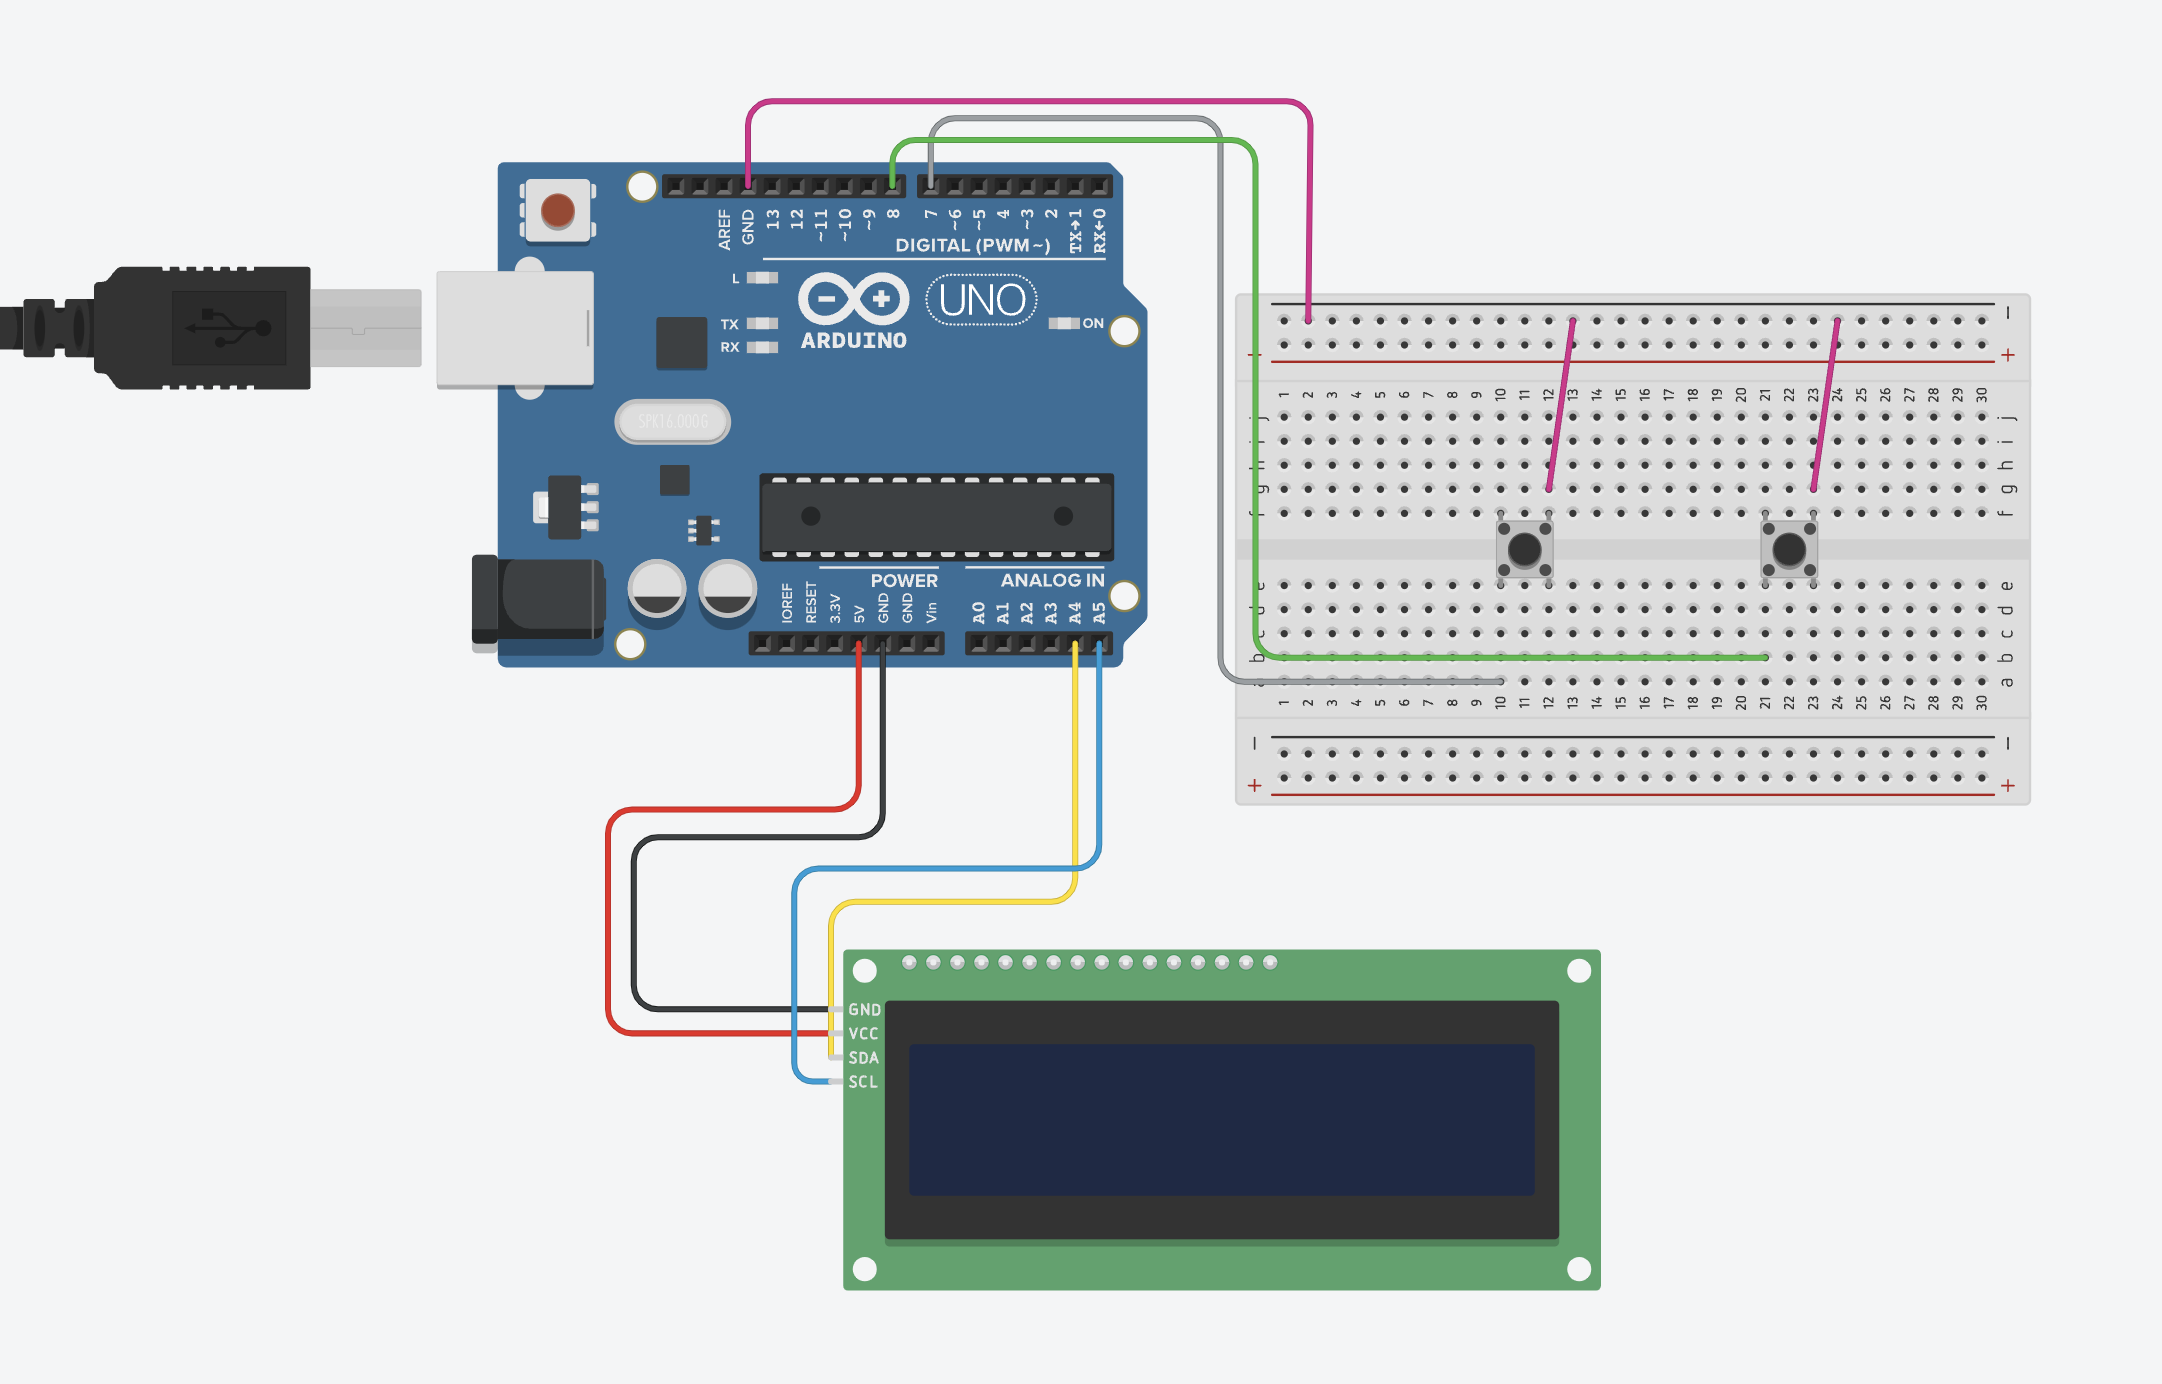 AREF
GND
13
12
~11
~10
~9
8
7
~6
~5
4
~3
2
TX→1
RX←0
DIGITAL (PWM~)
L
TX
RX
ARDUINO
UNO
ON
SPK16.000G
IOREF
RESET
3.3V
5V
GND
GND
Vin
POWER
A0
A1
A2
A3
A4
A5
ANALOG IN
− 
+ +
1 2 3 4 5 6 7 8 9 10 11 12 13 14 15 16 17 18 19 20 21 22 23 24 25 26 27 28 29 30
j j
i i
h h
g g
f f
e e
d d
c c
b b
a
1 2 3 4 5 6 7 8 9 10 11 12 13 14 15 16 17 18 19 20 21 22 23 24 25 26 27 28 29 30
− −
+ +
GND
VCC
SDA
SCL